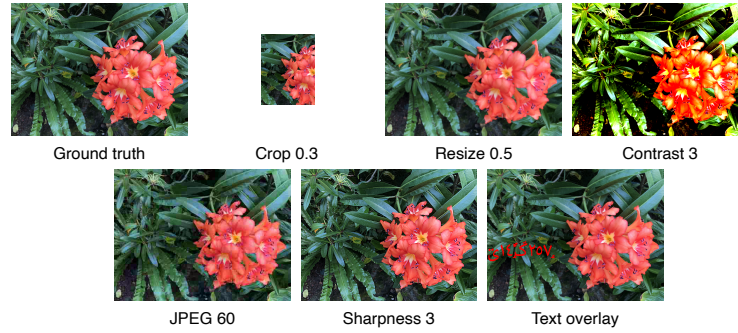 Ground truth
Crop 0.3
Resize 0.5
Contrast 3
JPEG 60
Sharpness 3
Text overlay